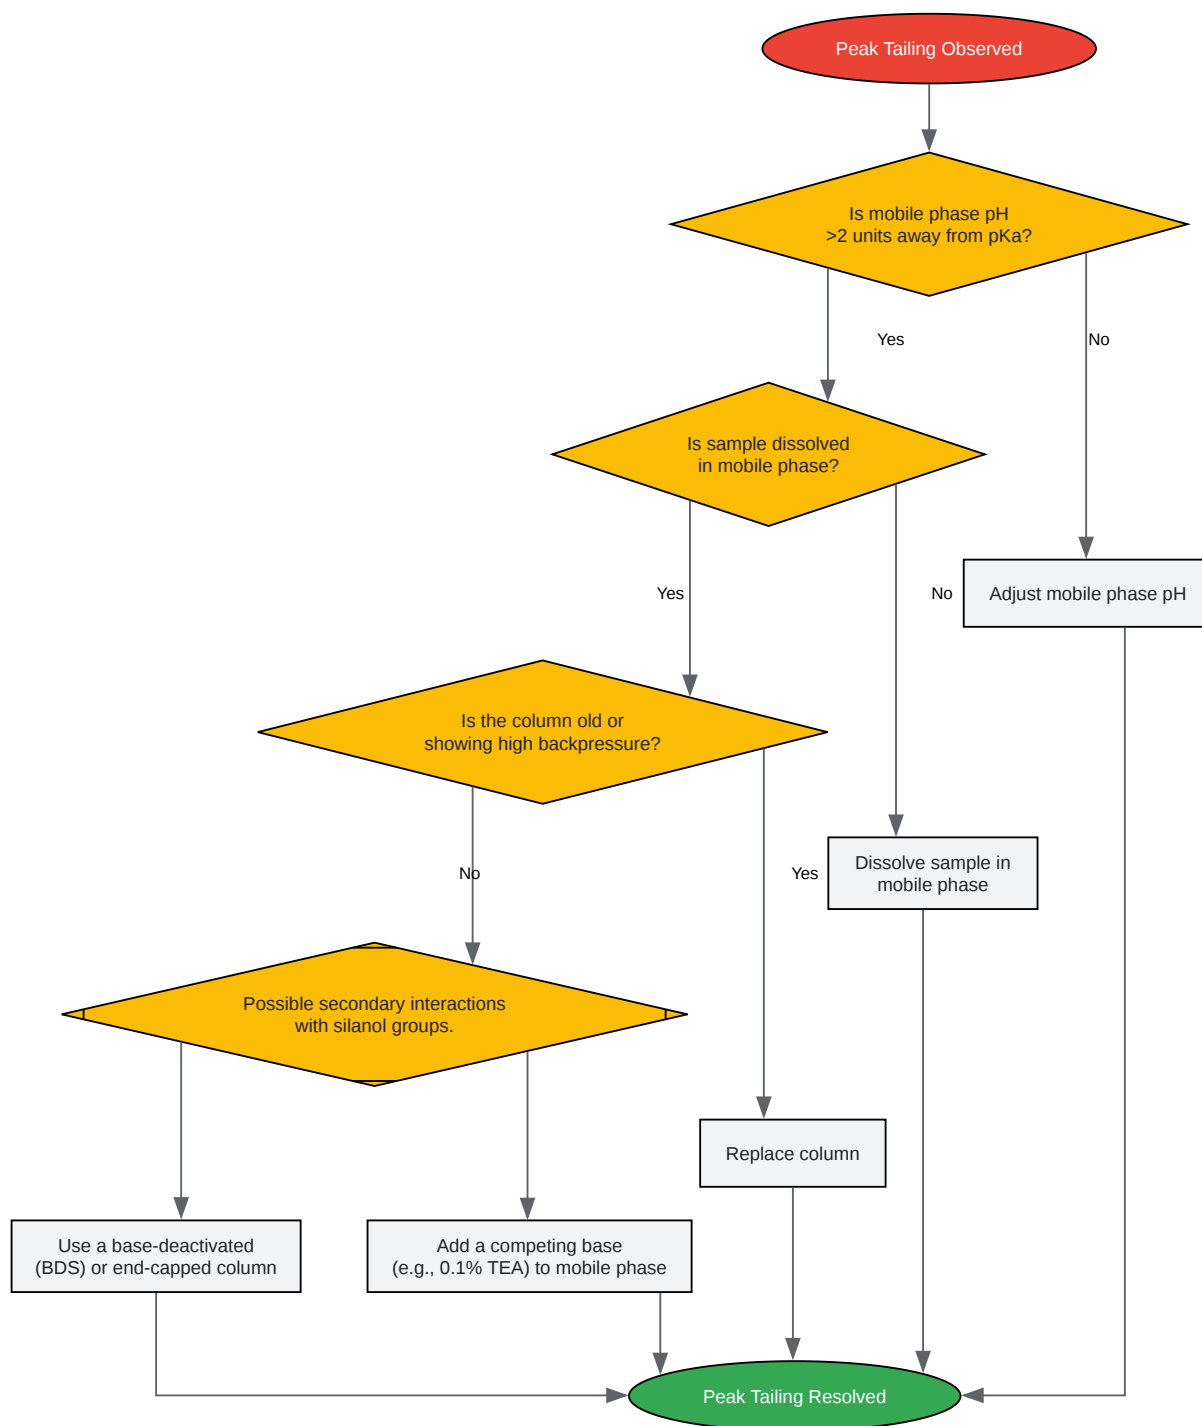 Peak Tailing Observed
Is mobile phase pH
>2 units away from pKa?
Yes
No
Is sample dissolved
in mobile phase?
Yes
No
Adjust mobile phase pH
Is the column old or
showing high backpressure?
No
Yes
Dissolve sample in
mobile phase
Possible secondary interactions
with silanol groups.
Replace column
Use a base-deactivated
(BDS) or end-capped column
Add a competing base
(e.g., 0.1% TEA) to mobile phase
Peak Tailing Resolved